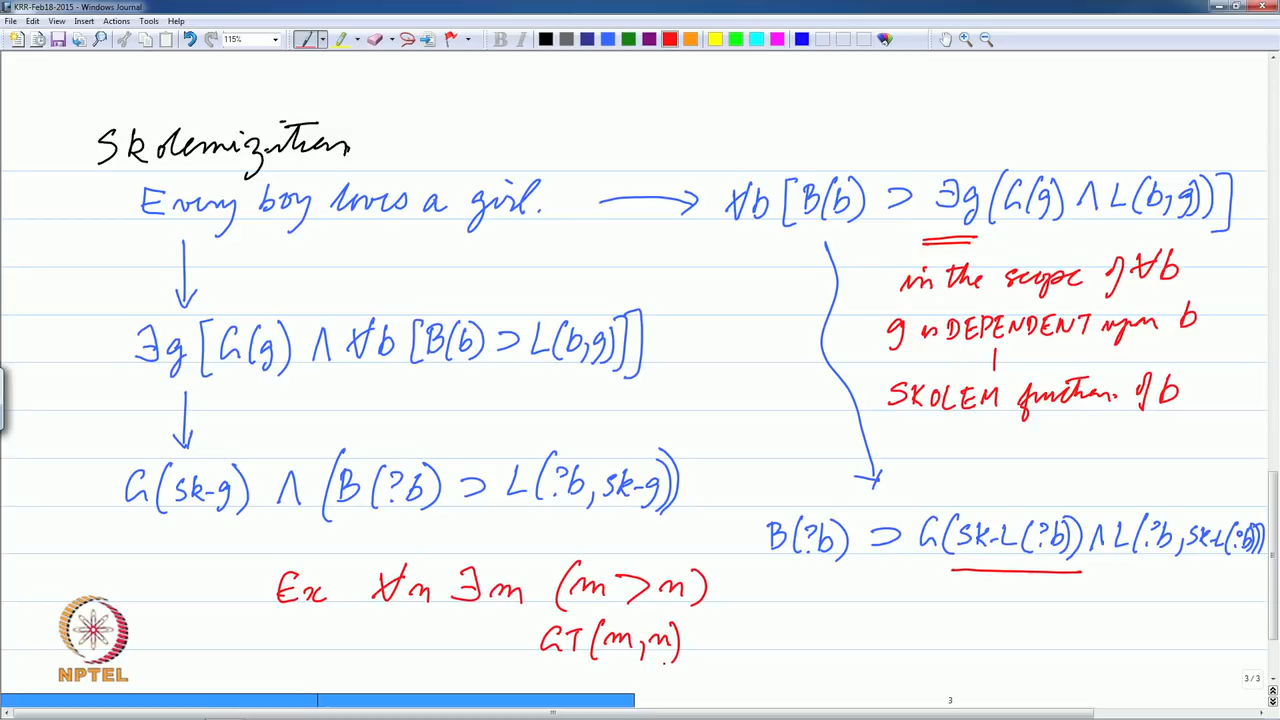 KRR-Feb18-2015 - Windows Journal
File Edit View Insert Actions Tools Help
115%
B I
Skolemization
Every boy loves a girl. ⟶ ∀b [B(b) ⊃ ∃g (G(g) ∧ L(b,g))]
in the scope of ∀b
g is DEPENDENT upon b
SKOLEM function of b
∃g [G(g) ∧ ∀b [B(b) ⊃ L(b,g)]]
G(sk-g) ∧ (B(?b) ⊃ L(?b, sk-g))
B(?b) ⊃ G(sk-L(?b)) ∧ L(?b, sk-L(?b))
Ex ∀n ∃m (m > n)
GT(m,n)
NPTEL
3/3
3